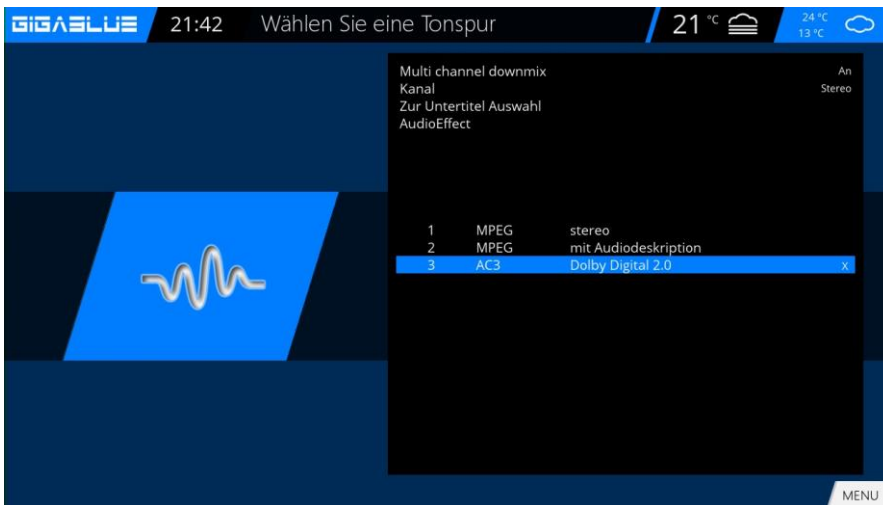 GIGABLUE 21:42 Wählen Sie eine Tonspur 21 °C 24 °C
13 °C
Multi channel downmix An
Kanal Stereo
Zur Untertitel Auswahl
AudioEffect
1 MPEG stereo
2 MPEG mit Audiodeskription
3 AC3 Dolby Digital 2.0 x
MENU